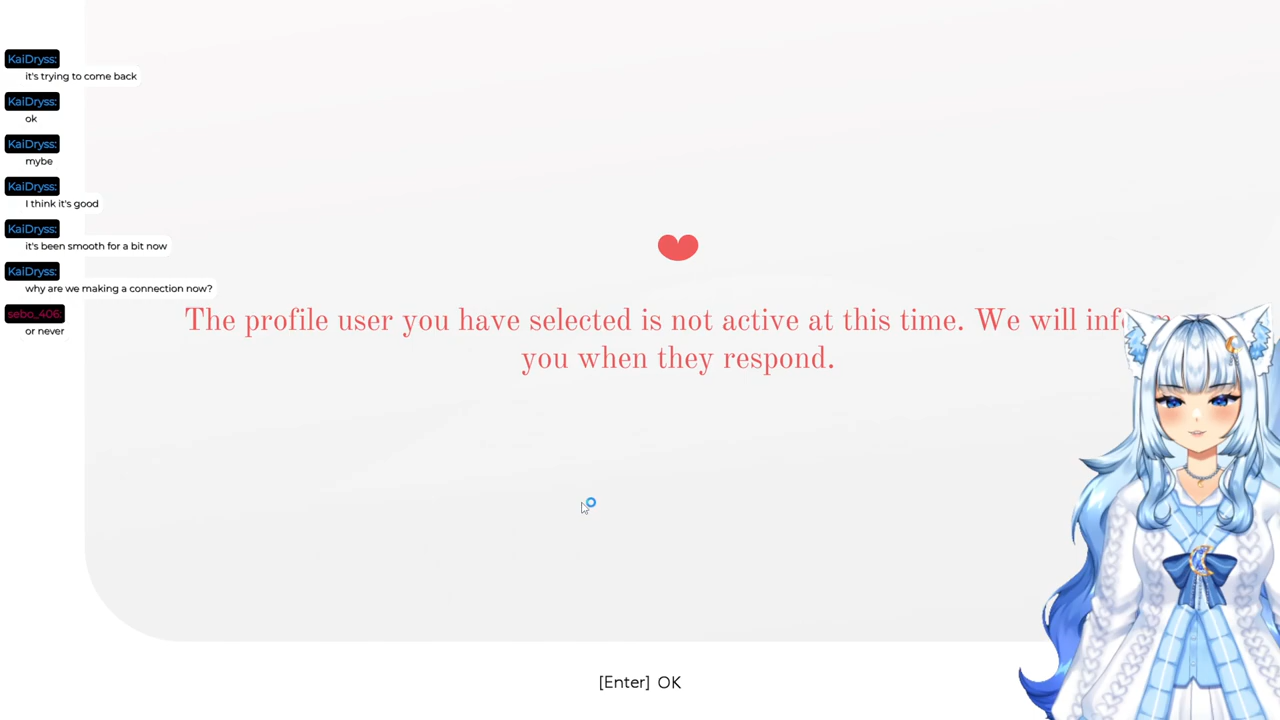 KaiDryss:
it's trying to come back
KaiDryss:
ok
KaiDryss:
mybe
KaiDryss:
I think it's good
KaiDryss:
it's been smooth for a bit now
KaiDryss:
why are we making a connection now?
sebo_406:
or never
The profile user you have selected is not active at this time. We will
you when they respond.
[Enter] OK